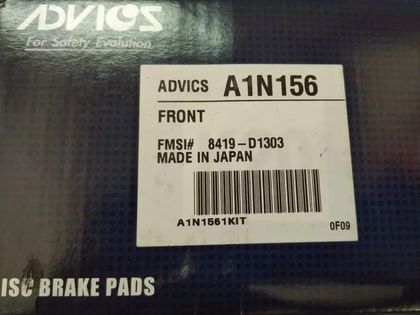 ADVICS
For Safety Evolution
ADVICS A1N156
FRONT
FMSI# 8419-D1303
MADE IN JAPAN
A1N1561KIT
0F09
ISC BRAKE PADS